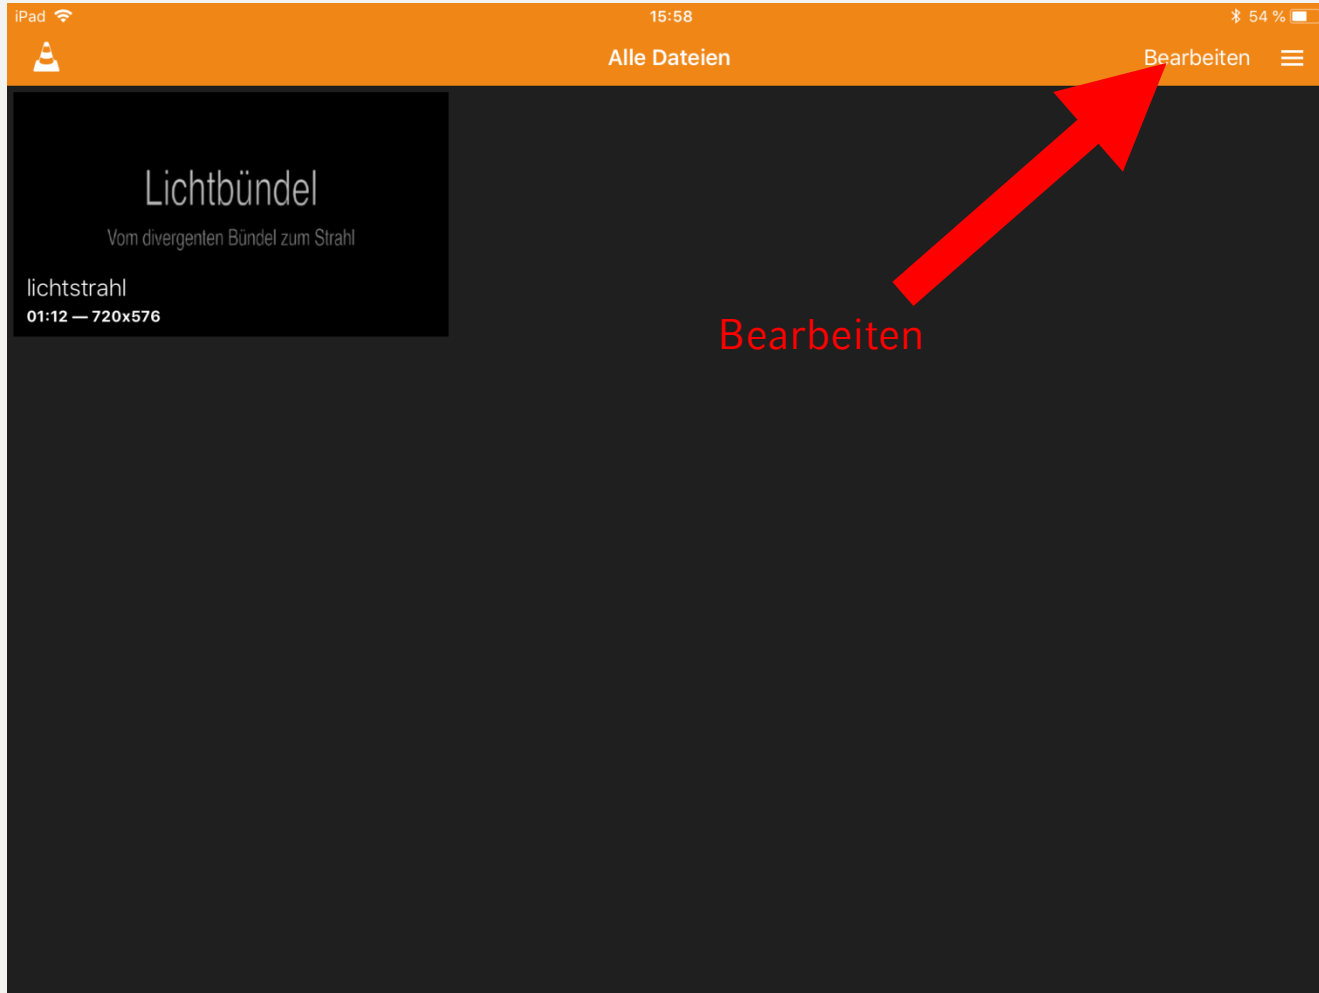 iPad
15:58
54 %
Alle Dateien
Bearbeiten
Lichtbündel
Vom divergenten Bündel zum Strahl
lichtstrahl
01:12 — 720x576
Bearbeiten